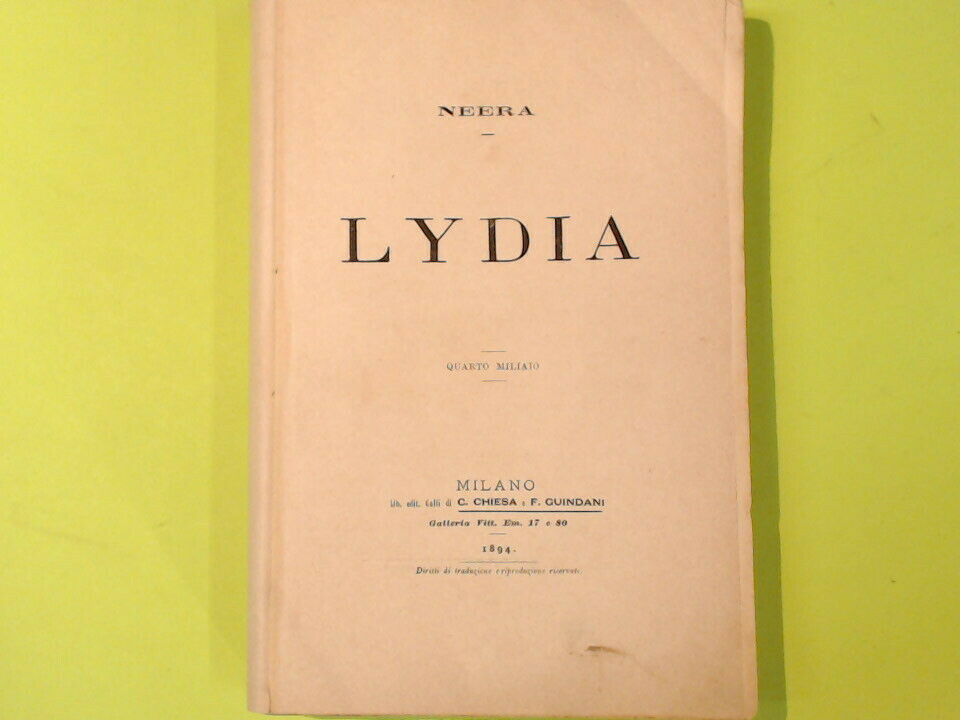 NEERA
LYDIA
QUARTO MILIAIO
MILANO
Lib. edit. Galli di C. CHIESA e F. GUINDANI
Galleria Vitt. Em. 17 e 80
1894.
Diritti di traduzione e riproduzione riservati.